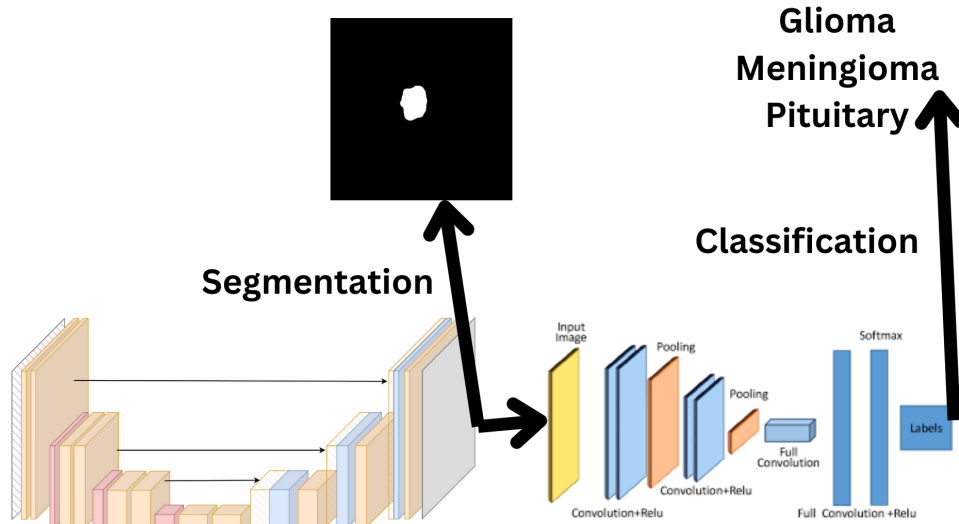 Glioma
Meningioma
Pituitary
Classification
Segmentation
Input
Image
Pooling
Pooling
Softmax
Labels
Full
Convolution
Convolution+Relu
Convolution+Relu
Full Convolution +Relu